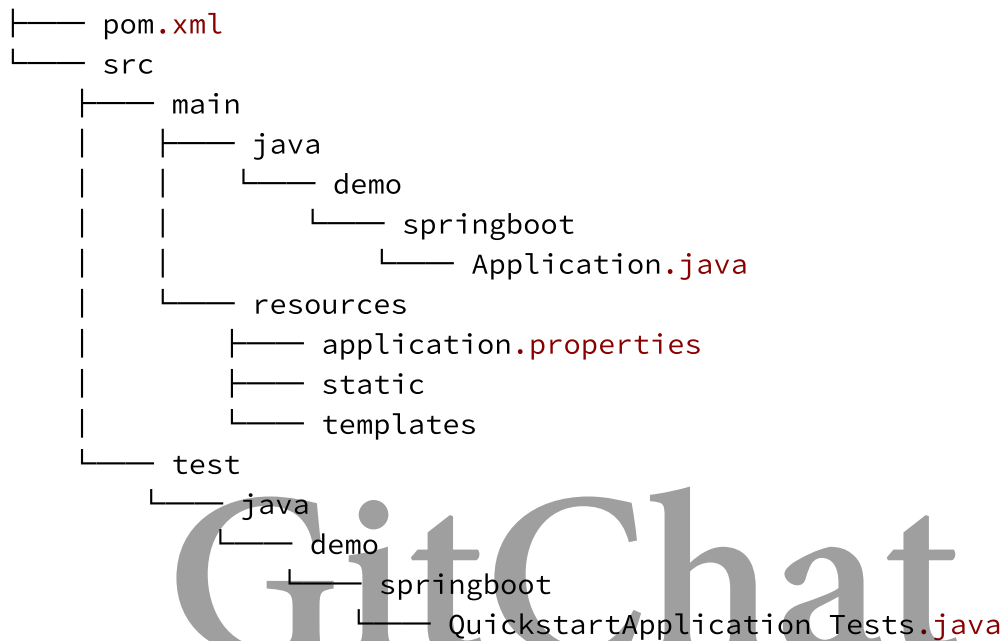 ├──── pom.xml
└──── src
    ├──── main
    │    ├──── java
    │    │    └──── demo
    │    │        └──── springboot
    │    │            └──── Application.java
    │    └──── resources
    │        ├──── application.properties
    │        ├──── static
    │        └──── templates
    └──── test
        └──── java
            └──── demo
                └──── springboot
                    └──── QuickstartApplication Tests.java
GitChat